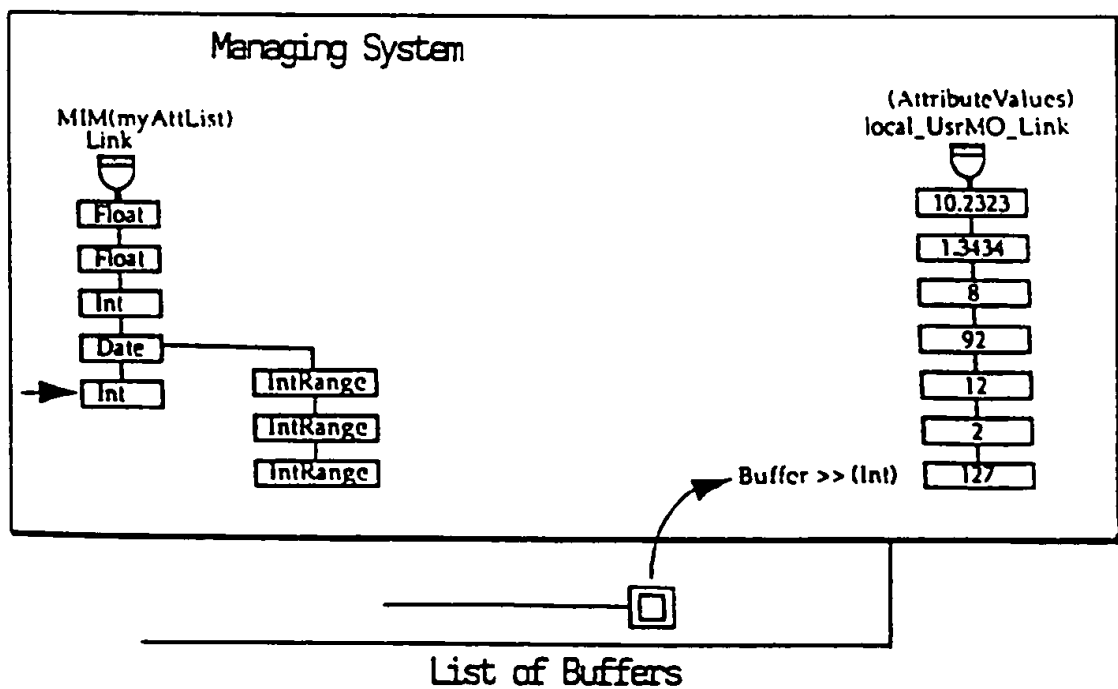 Managing System
MIM(myAttList)
Link
Float
Float
Int
Date
Int
IntRange
IntRange
IntRange
(AttributeValues)
local_UsrMO_Link
10.2323
1.3434
8
92
12
2
127
Buffer >> (Int)
List of Buffers